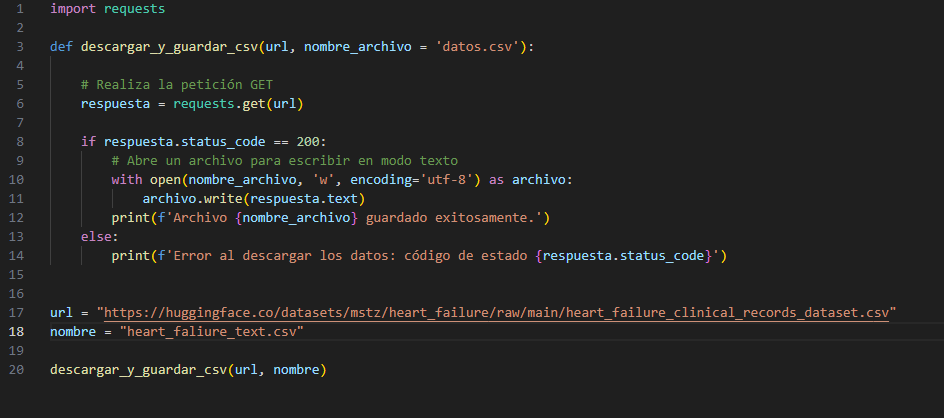 1 import requests
2
3 def descargar_y_guardar_csv(url, nombre_archivo = 'datos.csv'):
4
5 # Realiza la petición GET
6 respuesta = requests.get(url)
7
8 if respuesta.status_code == 200:
9 # Abre un archivo para escribir en modo texto
10 with open(nombre_archivo, 'w', encoding='utf-8') as archivo:
11 archivo.write(respuesta.text)
12 print(f'Archivo {nombre_archivo} guardado exitosamente.')
13 else:
14 print(f'Error al descargar los datos: código de estado {respuesta.status_code}')
15
16
17 url = "https://huggingface.co/datasets/mstz/heart_failure/raw/main/heart_failure_clinical_records_dataset.csv"
18 nombre = "heart_faliure_text.csv"
19
20 descargar_y_guardar_csv(url, nombre)